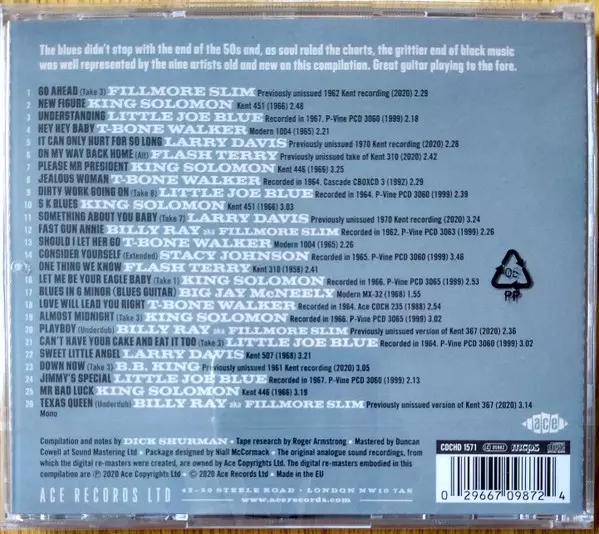 The blues didn't stop with the end of the 50s and, as soul ruled the charts, the grittier end of black music
was well represented by the nine artists old and new on this compilation. Great guitar playing to the fore.
1 GO AHEAD (Take 3) FILLMORE SLIM Previously unissued 1962 Kent recording (2020) 2.29
2 NEW FIGURE KING SOLOMON Kent 451 (1966) 2.48
3 UNDERSTANDING LITTLE JOE BLUE Recorded in 1967. P-Vine PCD 3060 (1999) 2.18
4 HEY HEY BABY T-BONE WALKER Modern 1004 (1965) 2.21
5 IT CAN ONLY HURT FOR SO LONG LARRY DAVIS Previously unissued 1970 Kent recording (2020) 2.28
6 ON MY WAY BACK HOME (Alt) FLASH TERRY Previously unissued take of Kent 310 (2020) 2.42
7 PLEASE MR PRESIDENT KING SOLOMON Kent 446 (1966) 3.25
8 JEALOUS WOMAN T-BONE WALKER Recorded in 1964. Cascade CBOXCD 3 (1992) 2.29
9 DIRTY WORK GOING ON (Take 8) LITTLE JOE BLUE Recorded in 1964. P-Vine PCD 3060 (1999) 2.39
10 S K BLUES KING SOLOMON Kent 451 (1966) 3.03
11 SOMETHING ABOUT YOU BABY (Take 7) LARRY DAVIS Previously unissued 1970 Kent recording (2020) 3.24
12 FAST GUN ANNIE BILLY RAY aka FILLMORE SLIM Recorded in 1962. P-Vine PCD 3063 (1999) 2.26
13 SHOULD I LET HER GO T-BONE WALKER Modern 1004 (1965) 2.26
14 CONSIDER YOURSELF (Extended) STACY JOHNSON Recorded in 1965. P-Vine PCD 3060 (1999) 3.46
15 ONE THING WE KNOW FLASH TERRY Kent 310 (1958) 2.41
16 LET ME BE YOUR EAGLE BABY (Take 1) KING SOLOMON Recorded in 1966. P-Vine PCD 3065 (1999) 2.53
17 BLUES IN G MINOR (BLUES GUITAR) BIG JAY McNEELY Modern MX-32 (1968) 1.55
18 LOVE WILL LEAD YOU RIGHT T-BONE WALKER Recorded in 1964. Ace CDCH 235 (1988) 2.54
19 ALMOST MIDNIGHT (Take 3) KING SOLOMON Recorded in 1966. P-Vine PCD 3065 (1999) 3.02
20 PLAYBOY (Underdub) BILLY RAY aka FILLMORE SLIM Previously unissued version of Kent 367 (2020) 2.36
21 CAN'T HAVE YOUR CAKE AND EAT IT TOO (Take 3) LITTLE JOE BLUE Recorded in 1964. P-Vine PCD 3060 (1999) 3.02
22 SWEET LITTLE ANGEL LARRY DAVIS Kent 507 (1968) 3.21
23 DOWN NOW (Take 3) B.B. KING Previously unissued 1961 Kent recording (2020) 3.05
24 JIMMY'S SPECIAL LITTLE JOE BLUE Recorded in 1967. P-Vine PCD 3060 (1999) 2.13
25 MR BAD LUCK KING SOLOMON Kent 446 (1966) 3.19
26 TEXAS QUEEN (Underdub) BILLY RAY aka FILLMORE SLIM Previously unissued version of Kent 367 (2020) 3.14
Mono
PP
Compilation and notes by DICK SHURMAN • Tape research by Roger Armstrong • Mastered by Duncan
Cowell at Sound Mastering Ltd • Package designed by Niall McCormack • The original analogue sound recordings, from
which the digital re-masters were created, are owned by Ace Copyrights Ltd. The digital re-masters embodied in this
compilation are ℗ 2020 Ace Copyrights Ltd • © 2020 Ace Records Ltd • Made in the EU
ACE RECORDS LTD
42-50 STEELE ROAD • LONDON NW10 7AS
www.acerecords.com
ace
CDCHD 1571
mcps
0 29667 09872 4